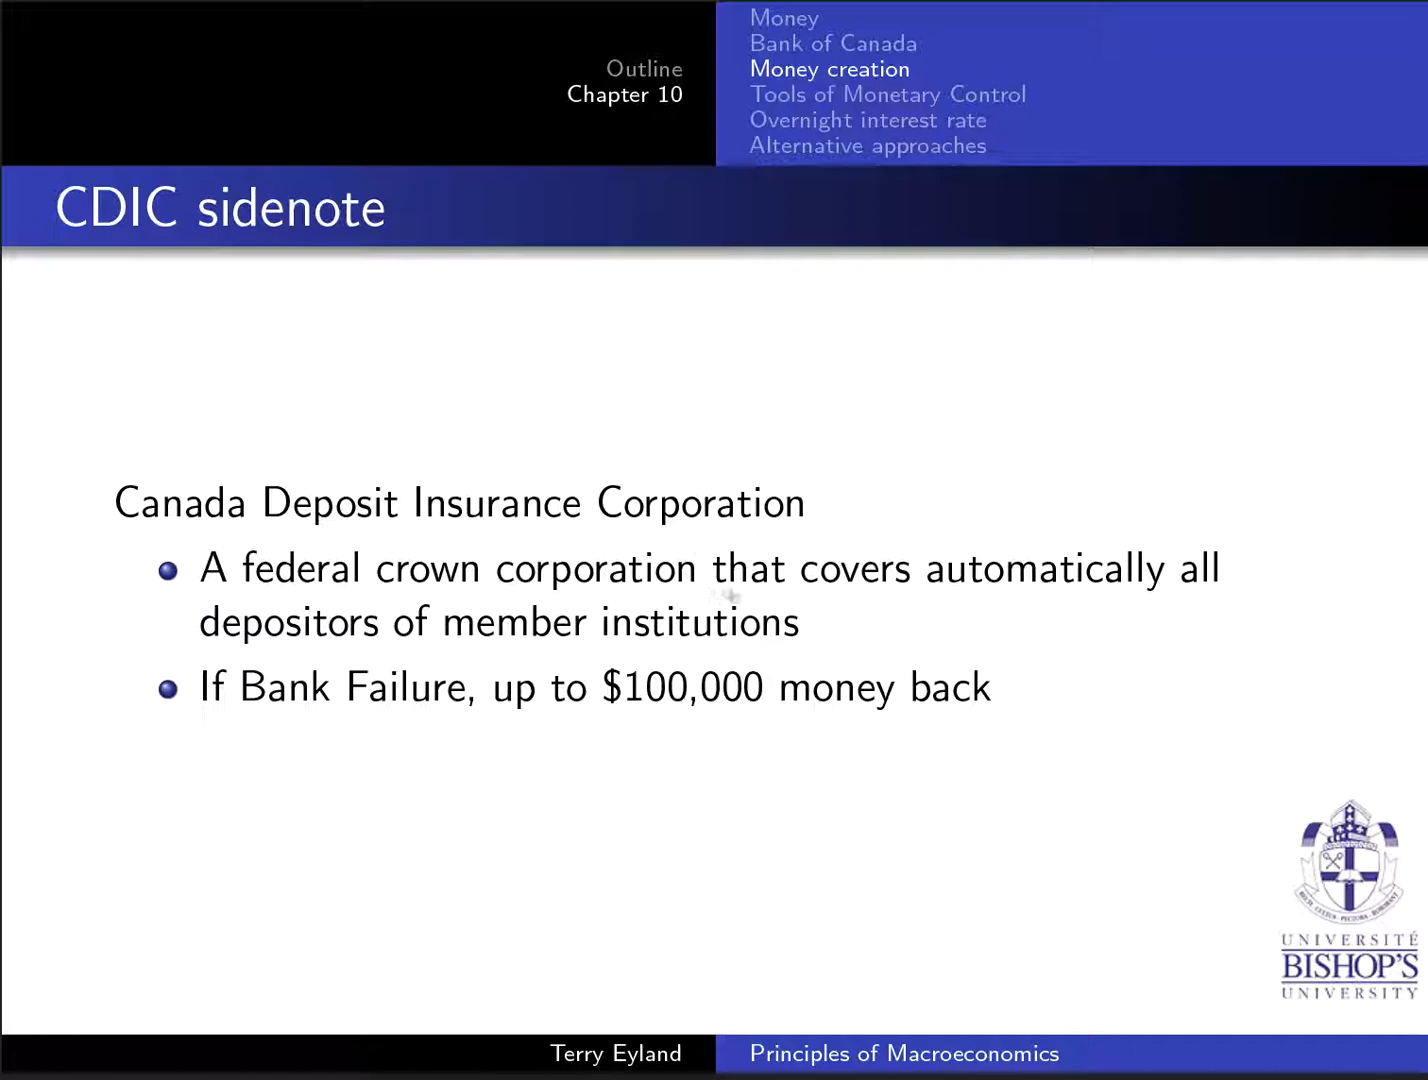 Outline
Chapter 10
Money
Bank of Canada
Money creation
Tools of Monetary Control
Overnight interest rate
Alternative approaches
CDIC sidenote
Canada Deposit Insurance Corporation
A federal crown corporation that covers automatically all
depositors of member institutions
If Bank Failure, up to $100,000 money back
UNIVERSITÉ
BISHOP'S
UNIVERSITY
Terry Eyland
Principles of Macroeconomics